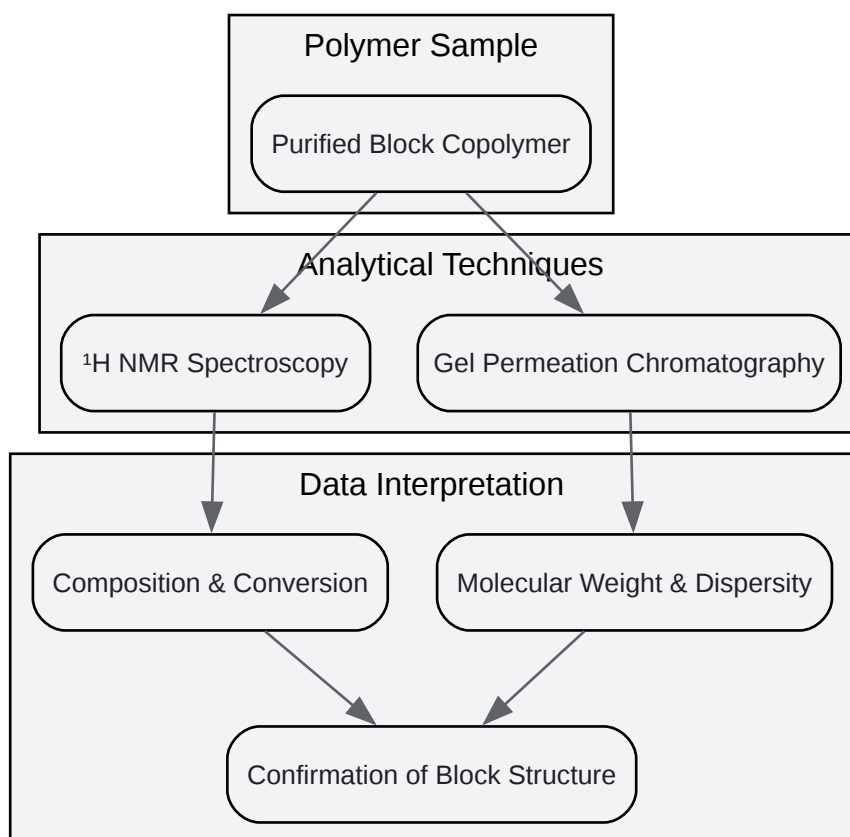 Polymer Sample
Purified Block Copolymer
Analytical Techniques
¹H NMR Spectroscopy
Gel Permeation Chromatography
Data Interpretation
Composition & Conversion
Molecular Weight & Dispersity
Confirmation of Block Structure